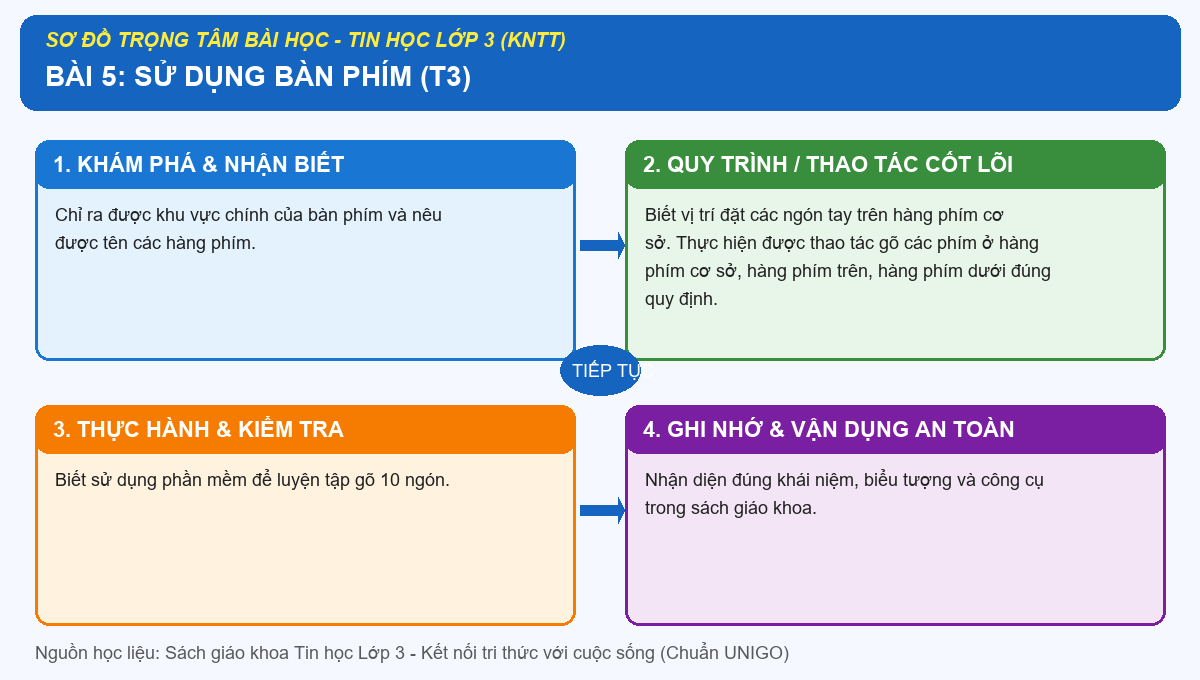 SƠ ĐỒ TRỌNG TÂM BÀI HỌC - TIN HỌC LỚP 3 (KNTT)
BÀI 5: SỬ DỤNG BÀN PHÍM (T3)
1. KHÁM PHÁ & NHẬN BIẾT
Chỉ ra được khu vực chính của bàn phím và nêu
được tên các hàng phím.
2. QUY TRÌNH / THAO TÁC CỐT LÕI
Biết vị trí đặt các ngón tay trên hàng phím cơ
sở. Thực hiện được thao tác gõ các phím ở hàng
phím cơ sở, hàng phím trên, hàng phím dưới đúng
quy định.
TIẾP TỤC
3. THỰC HÀNH & KIỂM TRA
Biết sử dụng phần mềm để luyện tập gõ 10 ngón.
4. GHI NHỚ & VẬN DỤNG AN TOÀN
Nhận diện đúng khái niệm, biểu tượng và công cụ
trong sách giáo khoa.
Nguồn học liệu: Sách giáo khoa Tin học Lớp 3 - Kết nối tri thức với cuộc sống (Chuẩn UNIGO)